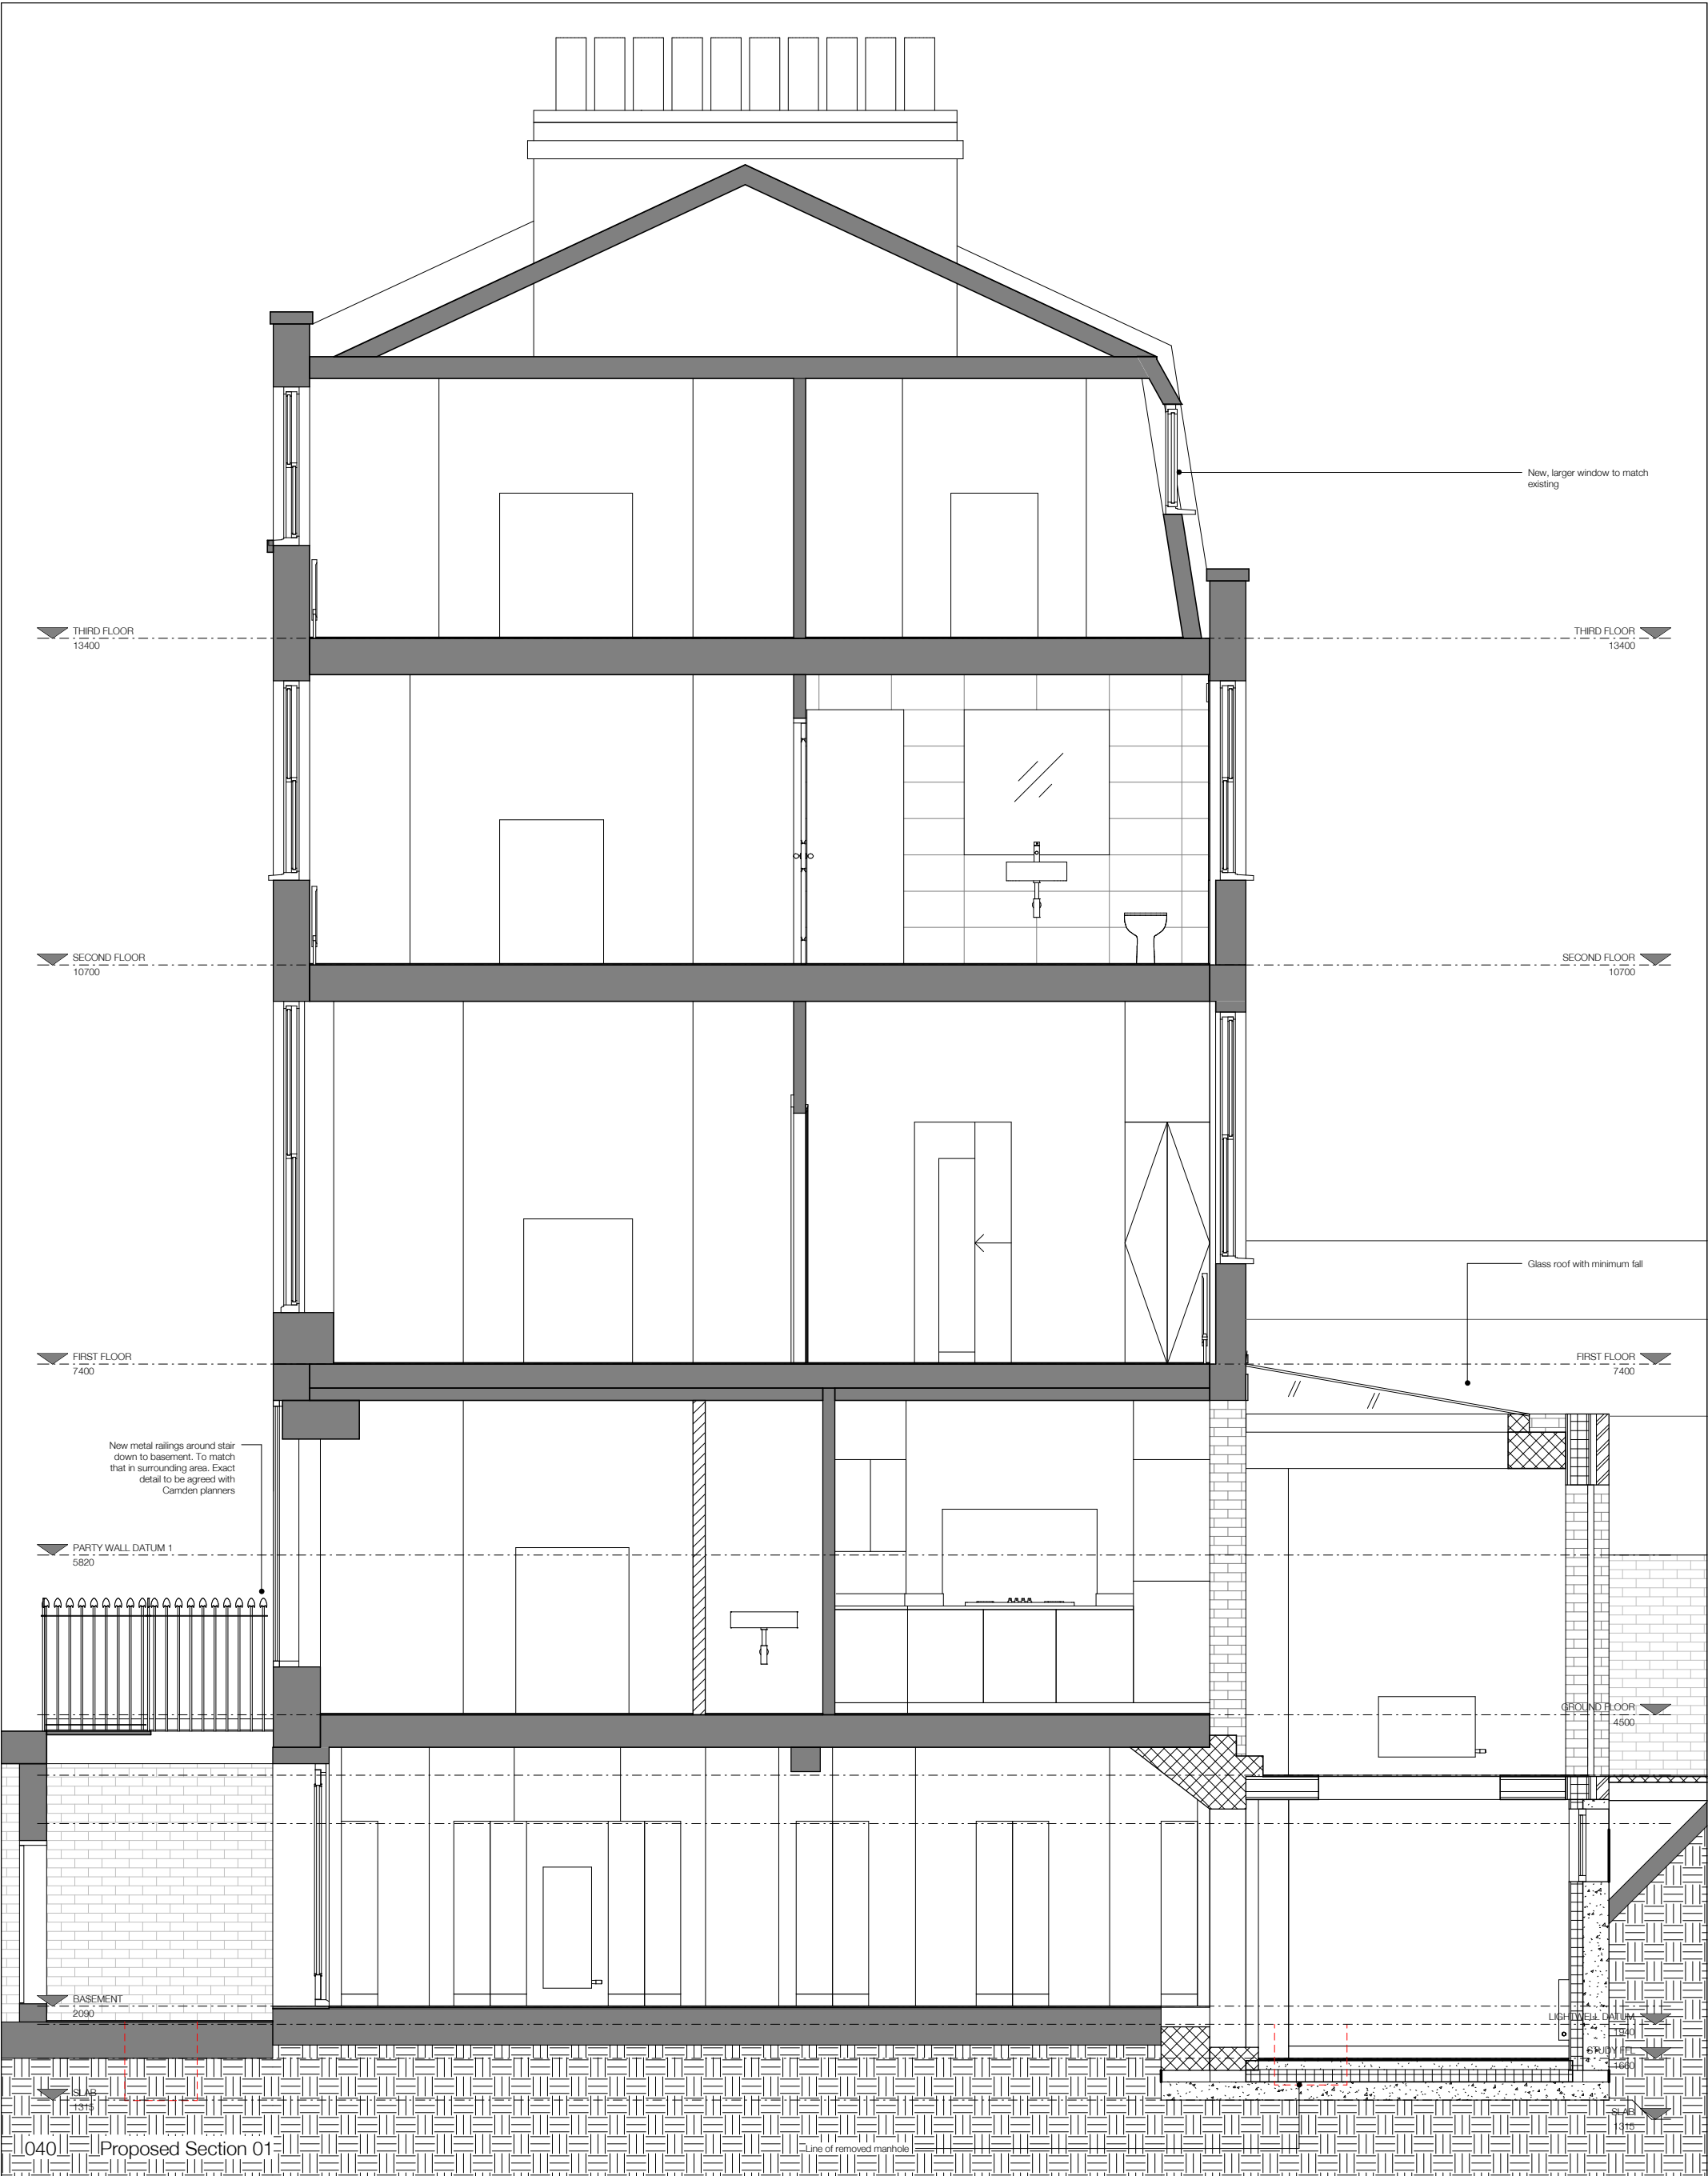 New, larger window to match
existing
THIRD FLOOR
13400
THIRD FLOOR
13400
SECOND FLOOR
10700
SECOND FLOOR
10700
Glass roof with minimum fall
FIRST FLOOR
7400
FIRST FLOOR
7400
New metal railings around stair
down to basement. To match
that in surrounding area. Exact
detail to be agreed with
Camden planners
PARTY WALL DATUM 1
5820
GROUND FLOOR
4500
BASEMENT
2090
LIGHTWELL DATUM
1940
STUDY FFL
1660
SLAB
1315
SLAB
1315
040 Proposed Section 01
Line of removed manhole